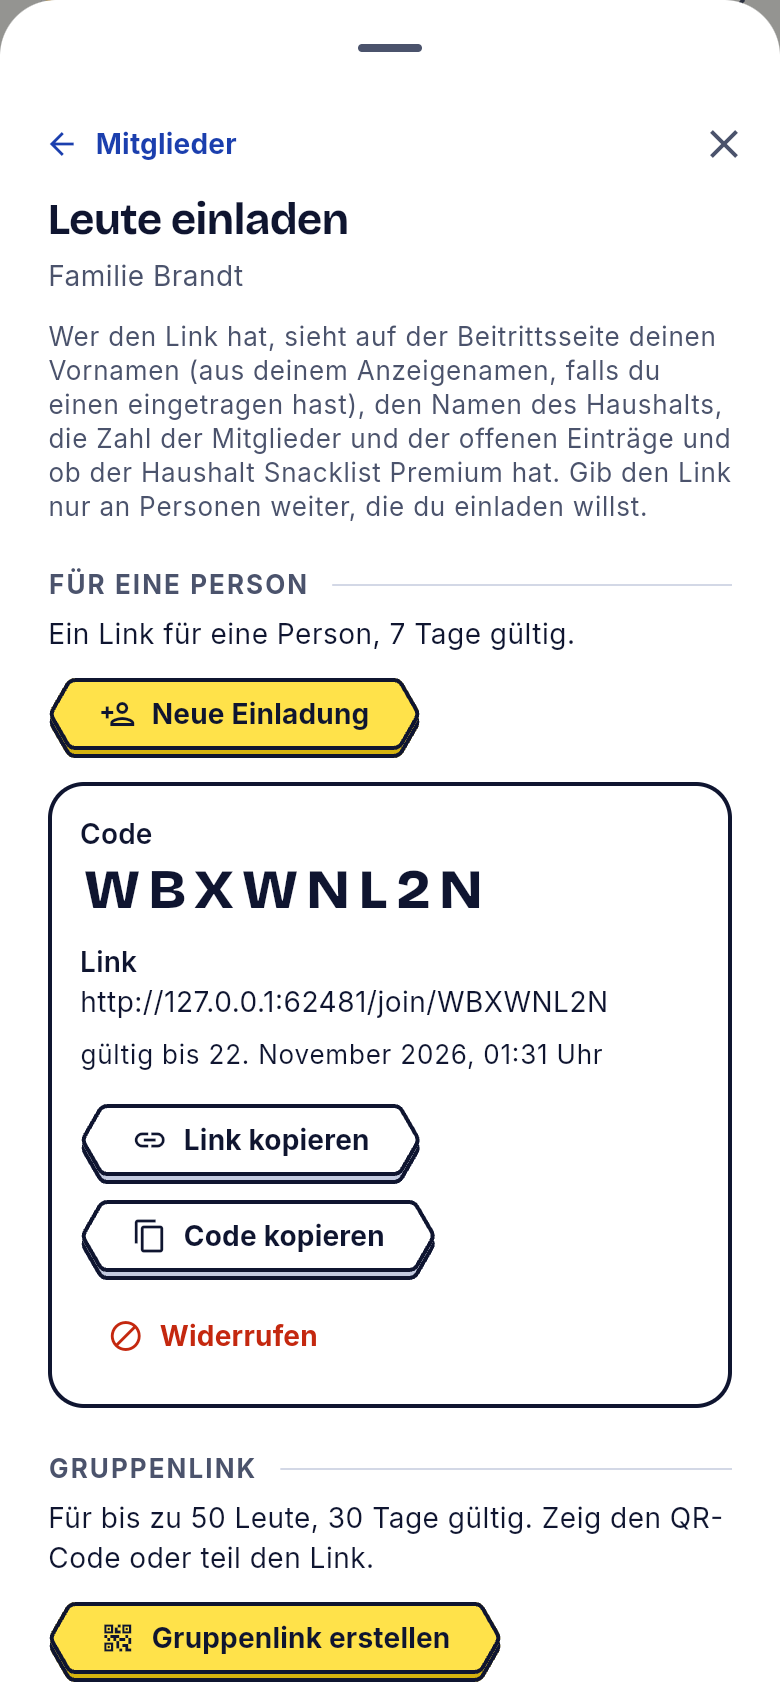 Mitglieder
Leute einladen
Familie Brandt
Wer den Link hat, sieht auf der Beitrittsseite deinen
Vornamen (aus deinem Anzeigenamen, falls du
einen eingetragen hast), den Namen des Haushalts,
die Zahl der Mitglieder und der offenen Einträge und
ob der Haushalt Snacklist Premium hat. Gib den Link
nur an Personen weiter, die du einladen willst.
FÜR EINE PERSON
Ein Link für eine Person, 7 Tage gültig.
Neue Einladung
Code
WBXWNL2N
Link
http://127.0.0.1:62481/join/WBXWNL2N
gültig bis 22. November 2026, 01:31 Uhr
Link kopieren
Code kopieren
Widerrufen
GRUPPENLINK
Für bis zu 50 Leute, 30 Tage gültig. Zeig den QR-
Code oder teil den Link.
Gruppenlink erstellen